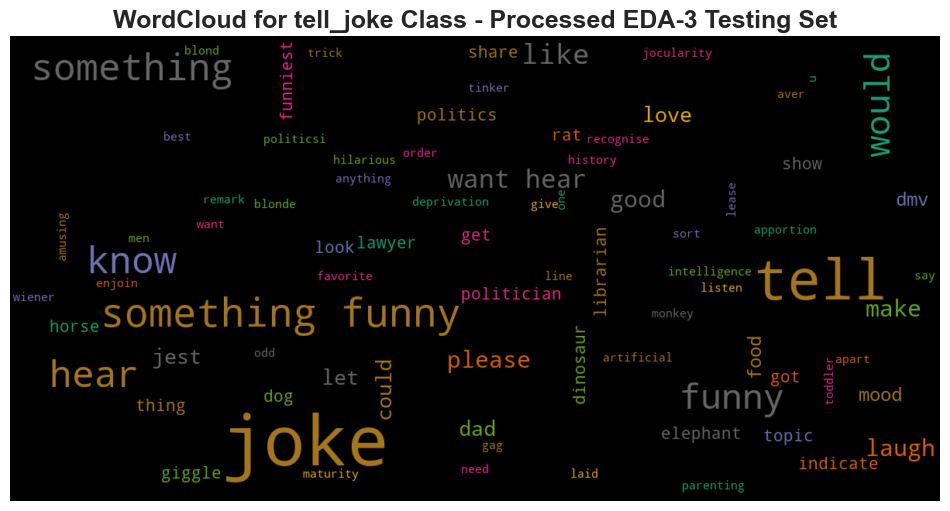 WordCloud for tell_joke Class - Processed EDA-3 Testing Set
something
blond
funniest
trick
share
like
jocularity
u
would
tinker
aver
best
politicsi
politics
love
rat
recognise
hilarious
order
history
show
anything
want hear
good
remark
blonde
deprivation
give
one
lease
dmv
amusing
men
want
know
look
lawyer
get
librarian
sort
apportion
enjoin
favorite
line
intelligence
listen
tell
say
wiener
something funny
politician
monkey
make
horse
hear
jest
odd
let
could
please
dinosaur
artificial
food
got
apart
toddler
thing
dog
funny
mood
joke
dad
gag
elephant
topic
laugh
giggle
maturity
need
laid
indicate
parenting